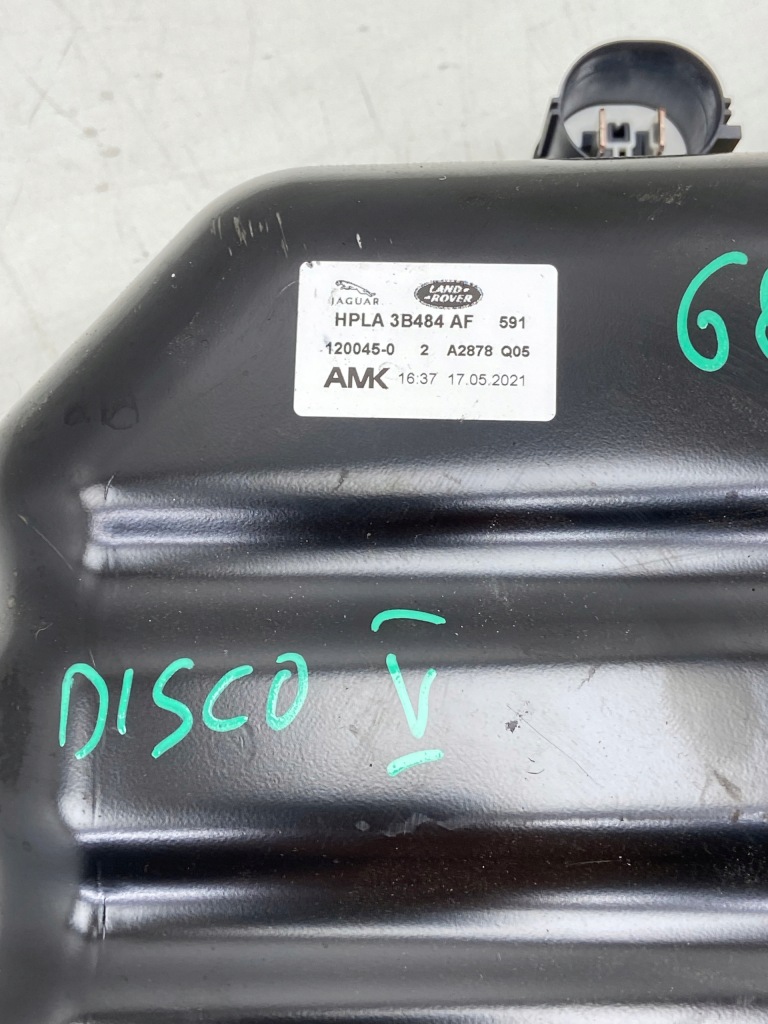 JAGUAR LAND ROVER
HPLA 3B484 AF 591
120045-0 2 A2878 Q05
AMK 16:37 17.05.2021
DISCO V